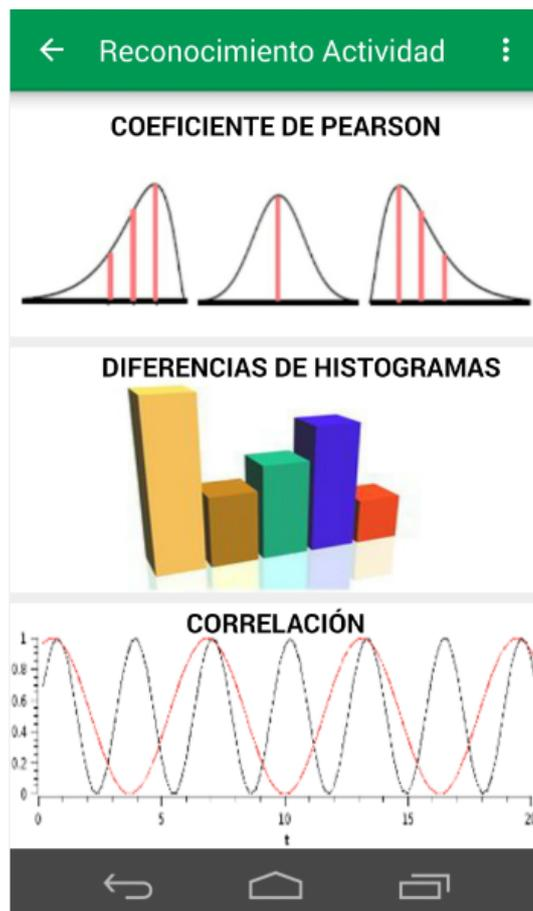 Reconocimiento Actividad
COEFICIENTE DE PEARSON
DIFERENCIAS DE HISTOGRAMAS
CORRELACIÓN
1
0.8
0.6
0.4
0.2
0
0 5 10 15 20
t